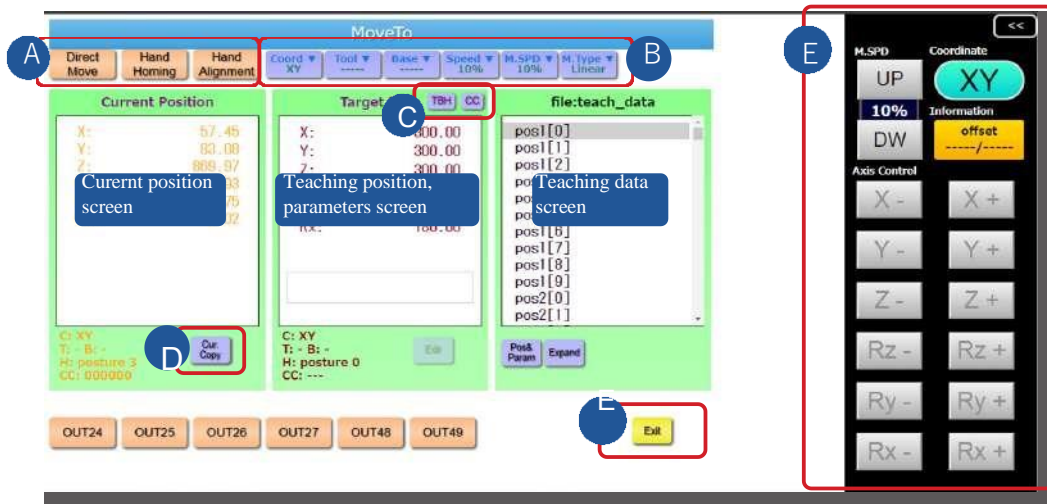 MoveTo
<<
A
Direct Move
Hand Homing
Hand Alignment
Coord ▼ XY
Tool ▼ -----
Base ▼ -----
Speed ▼ 10%
M.SPD ▼ 10%
M.Type ▼ Linear
B
E
M.SPD
Coordinate
UP
XY
10%
Information
DW
offset
-----/-----
Axis Control
X -
X +
Y -
Y +
Z -
Z +
Rz -
Rz +
Ry -
Ry +
Rx -
Rx +
Current Position
X: 57.45
Y: 83.08
Z: 869.97
Curernt position
screen
C: XY
T: - B: -
H: posture 3
CC: 000000
D
Cur. Copy
Target
C
TBH
CC
X: 300.00
Y: 300.00
Z: 300.00
Teaching position,
parameters screen
Rx: 180.00
C: XY
T: - B: -
H: posture 0
CC: ---
Edit
file:teach_data
pos1[0]
pos1[1]
pos1[2]
Teaching data
screen
pos1[6]
pos1[7]
pos1[8]
pos1[9]
pos2[0]
pos2[1]
Pos& Param
Expand
OUT24
OUT25
OUT26
OUT27
OUT48
OUT49
E
Exit